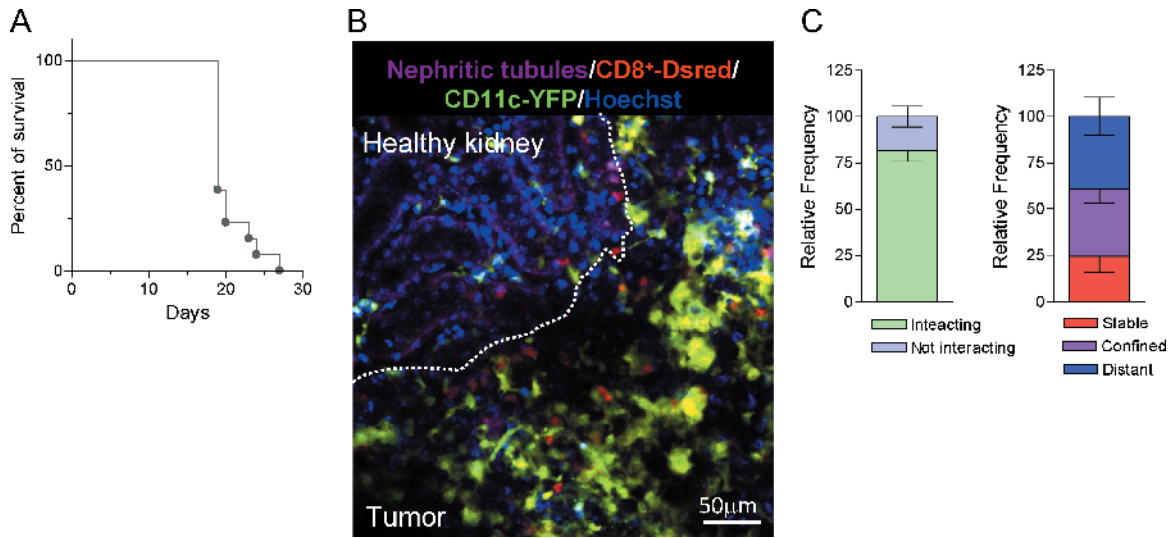 A
Percent of survival
100
50
0
0
10
20
30
Days
B
Nephritic tubules/CD8+-Dsred/
CD11c-YFP/Hoechst
Healthy kidney
Tumor
50μm
C
Relative Frequency
125
100
75
50
25
0
Inteacting
Not interacting
Relative Frequency
125
100
75
50
25
0
Stable
Confined
Distant